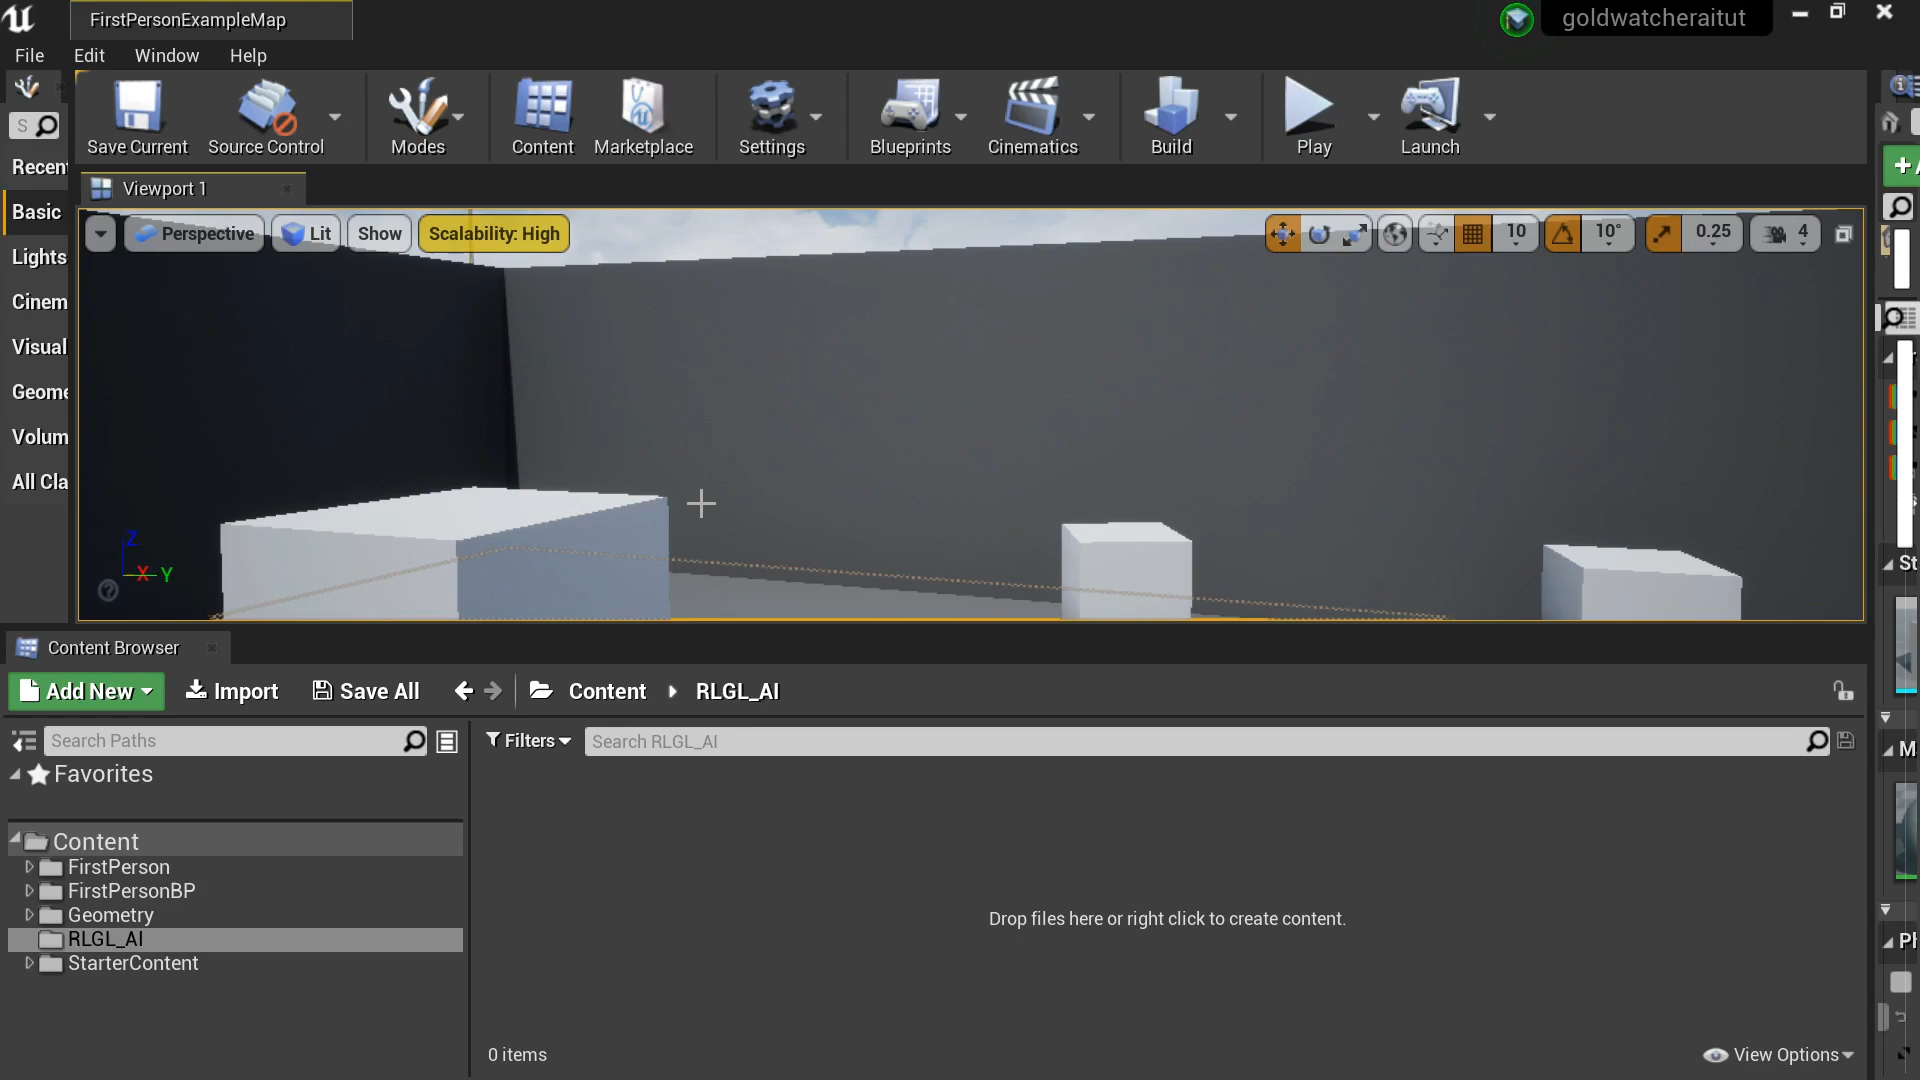 FirstPersonExampleMap
goldwatcheraitut
File Edit Window Help
Save Current Source Control Modes Content Marketplace Settings Blueprints Cinematics Build Play Launch
S
Recent
Basic
Lights
Cinem
Visual
Geome
Volum
All Cla
Viewport 1
Perspective Lit Show Scalability: High 10 10° 0.25 4
Z
X Y
St
M
Ph
Content Browser
Add New Import Save All Content RLGL_AI
Search Paths
Filters Search RLGL_AI
Favorites
Content
FirstPerson
FirstPersonBP
Geometry
RLGL_AI
StarterContent
Drop files here or right click to create content.
0 items
View Options